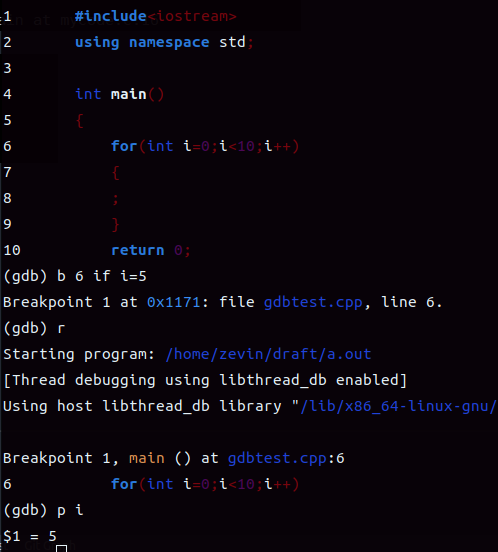 1 #include<iostream>
2 using namespace std;
3
4 int main()
5 {
6 for(int i=0;i<10;i++)
7 {
8 ;
9 }
10 return 0;
(gdb) b 6 if i=5
Breakpoint 1 at 0x1171: file gdbtest.cpp, line 6.
(gdb) r
Starting program: /home/zevin/draft/a.out
[Thread debugging using libthread_db enabled]
Using host libthread_db library "/lib/x86_64-linux-gnu/
Breakpoint 1, main () at gdbtest.cpp:6
6 for(int i=0;i<10;i++)
(gdb) p i
$1 = 5